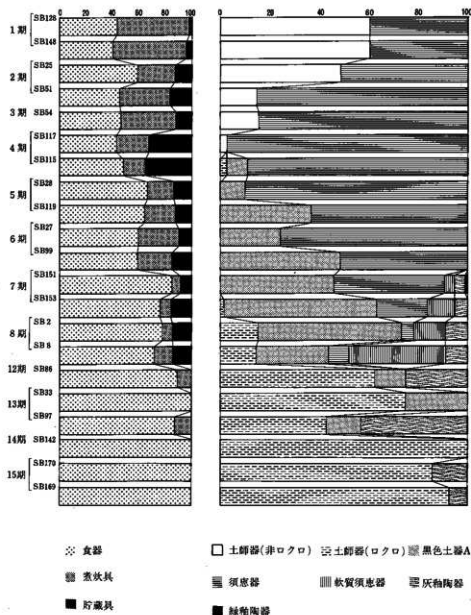 0 20 40 60 80 100 0 20 40 60 80 100
1期 SB128
SB148
2期 SB25
SB51
3期 SB54
4期 SB117
SB115
5期 SB28
SB119
6期 SB27
SB99
7期 SB151
SB153
8期 SB 2
SB 8
12期 SB86
13期 SB33
SB97
14期 SB142
15期 SB170
SB169
食器
煮炊具
貯蔵具
土師器(非ロクロ) 土師器(ロクロ) 黒色土器A
須恵器 軟質須恵器 灰釉陶器
緑釉陶器